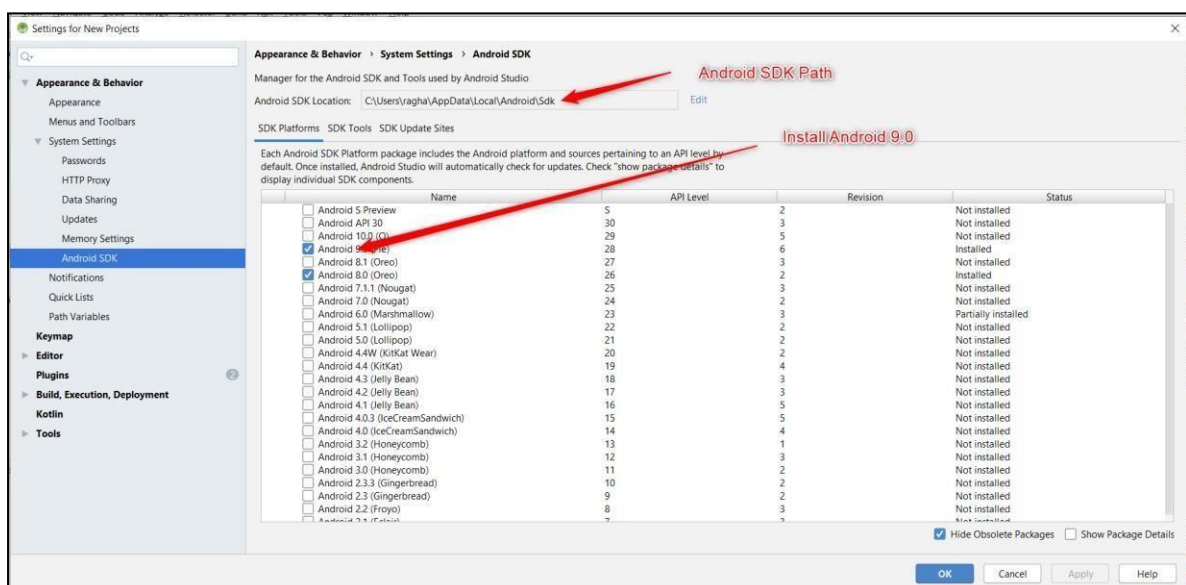 Settings for New Projects
Appearance & Behavior
Appearance
Menus and Toolbars
System Settings
Passwords
HTTP Proxy
Data Sharing
Updates
Memory Settings
Android SDK
Notifications
Quick Lists
Path Variables
Keymap
Editor
Plugins 2
Build, Execution, Deployment
Kotlin
Tools
Appearance & Behavior › System Settings › Android SDK
Manager for the Android SDK and Tools used by Android Studio
Android SDK Path
Android SDK Location: C:\Users\ragha\AppData\Local\Android\Sdk Edit
SDK Platforms SDK Tools SDK Update Sites
Install Android 9.0
Each Android SDK Platform package includes the Android platform and sources pertaining to an API level by
default. Once installed, Android Studio will automatically check for updates. Check "show package details" to
display individual SDK components.
Name API Level Revision Status
Android S Preview S 2 Not installed
Android API 30 30 3 Not installed
Android 10.0 (Q) 29 5 Not installed
Android 28 6 Installed
Android 8.1 (Oreo) 27 3 Not installed
Android 8.0 (Oreo) 26 2 Installed
Android 7.1.1 (Nougat) 25 3 Not installed
Android 7.0 (Nougat) 24 2 Not installed
Android 6.0 (Marshmallow) 23 3 Partially installed
Android 5.1 (Lollipop) 22 2 Not installed
Android 5.0 (Lollipop) 21 2 Not installed
Android 4.4W (KitKat Wear) 20 2 Not installed
Android 4.4 (KitKat) 19 4 Not installed
Android 4.3 (Jelly Bean) 18 3 Not installed
Android 4.2 (Jelly Bean) 17 3 Not installed
Android 4.1 (Jelly Bean) 16 5 Not installed
Android 4.0.3 (IceCreamSandwich) 15 5 Not installed
Android 4.0 (IceCreamSandwich) 14 4 Not installed
Android 3.2 (Honeycomb) 13 1 Not installed
Android 3.1 (Honeycomb) 12 3 Not installed
Android 3.0 (Honeycomb) 11 2 Not installed
Android 2.3.3 (Gingerbread) 10 2 Not installed
Android 2.3 (Gingerbread) 9 2 Not installed
Android 2.2 (Froyo) 8 3 Not installed
Hide Obsolete Packages Show Package Details
OK Cancel Apply Help